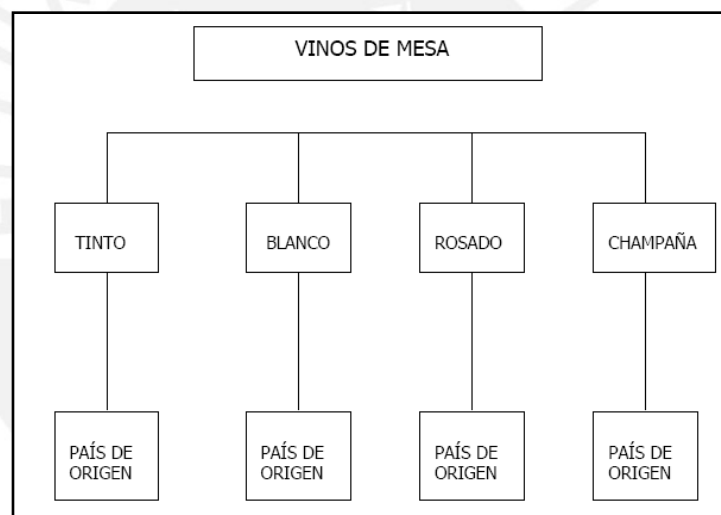 VINOS DE MESA
TINTO
BLANCO
ROSADO
CHAMPAÑA
PAÍS DE
ORIGEN
PAÍS DE
ORIGEN
PAÍS DE
ORIGEN
PAÍS DE
ORIGEN